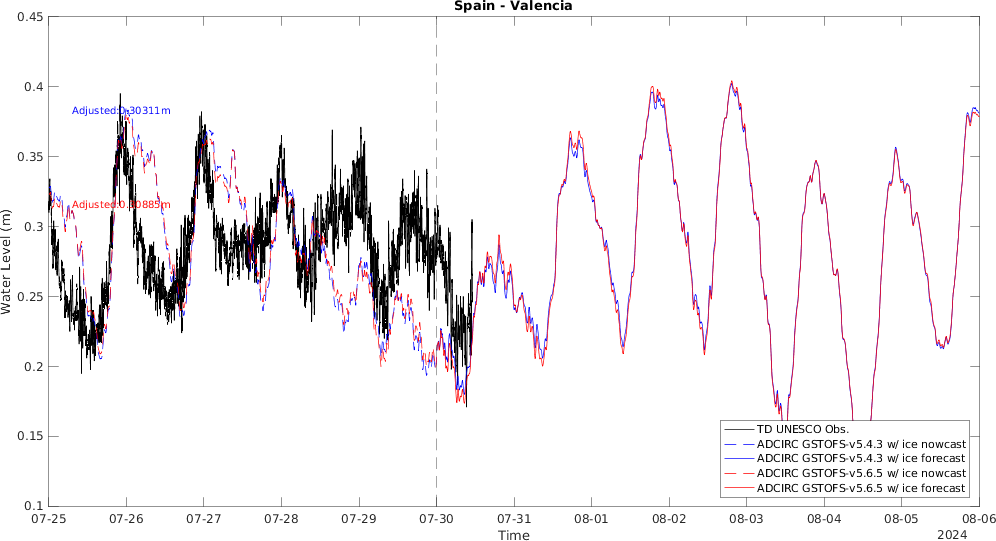 Spain - Valencia
0.45
0.4
0.35
0.3
0.25
0.2
0.15
0.1
Water Level (m)
Adjusted:0.30311m
Adjusted:0.30885m
TD UNESCO Obs.
ADCIRC GSTOFS-v5.4.3 w/ ice nowcast
ADCIRC GSTOFS-v5.4.3 w/ ice forecast
ADCIRC GSTOFS-v5.6.5 w/ ice nowcast
ADCIRC GSTOFS-v5.6.5 w/ ice forecast
07-25 07-26 07-27 07-28 07-29 07-30 07-31 08-01 08-02 08-03 08-04 08-05 08-06
Time
2024